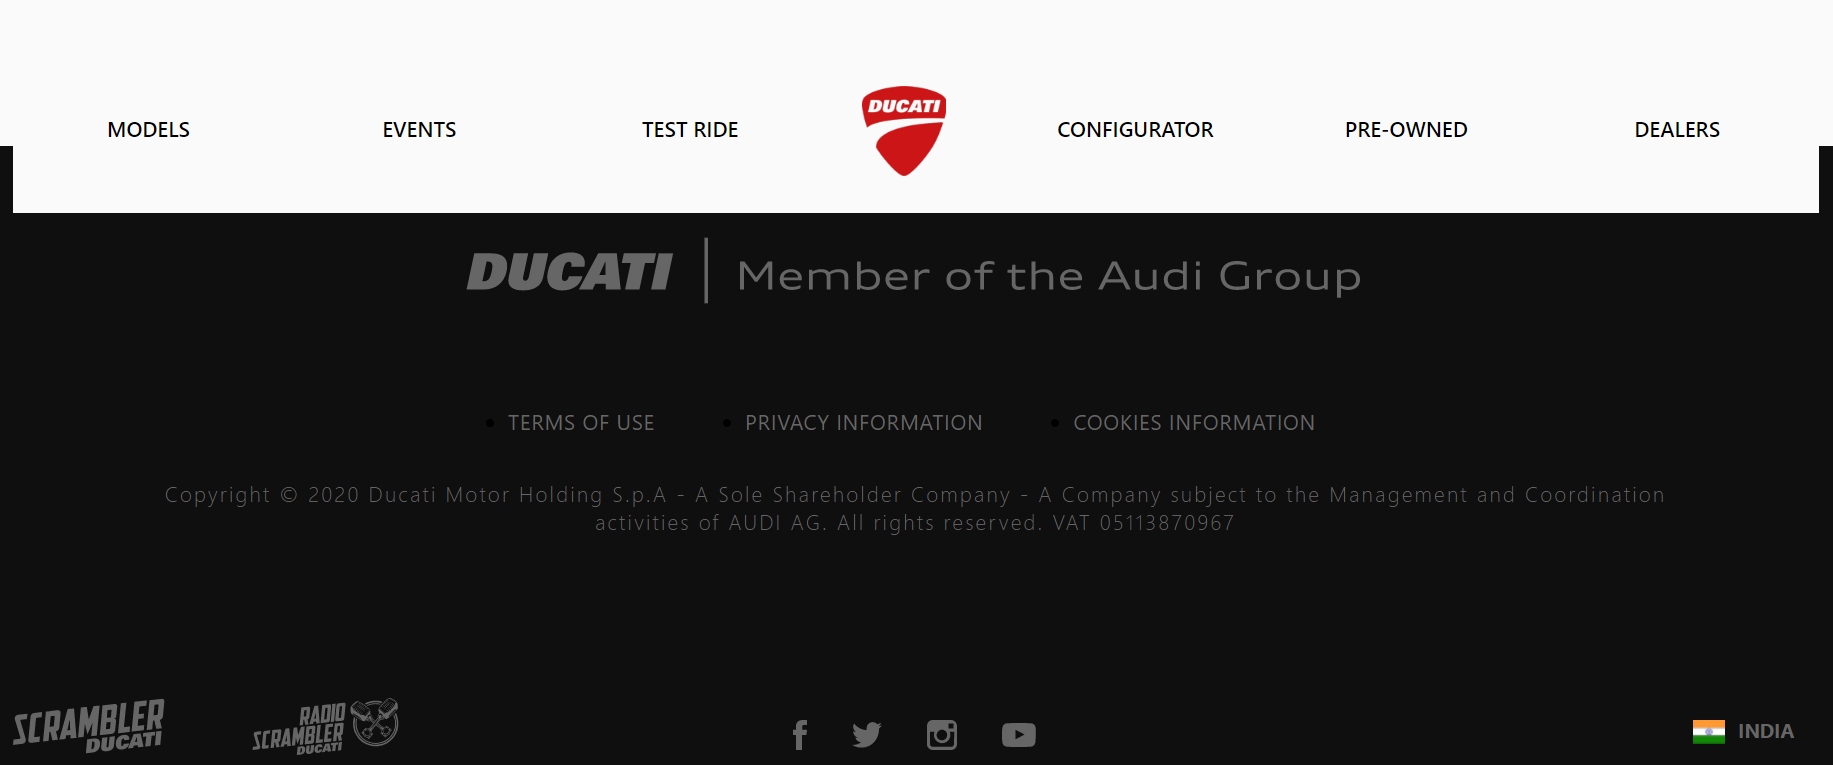 MODELS EVENTS TEST RIDE DUCATI CONFIGURATOR PRE-OWNED DEALERS
DUCATI | Member of the Audi Group
TERMS OF USE PRIVACY INFORMATION COOKIES INFORMATION
Copyright © 2020 Ducati Motor Holding S.p.A - A Sole Shareholder Company - A Company subject to the Management and Coordination
activities of AUDI AG. All rights reserved. VAT 05113870967
SCRAMBLER
DUCATI
RADIO
SCRAMBLER
DUCATI
INDIA